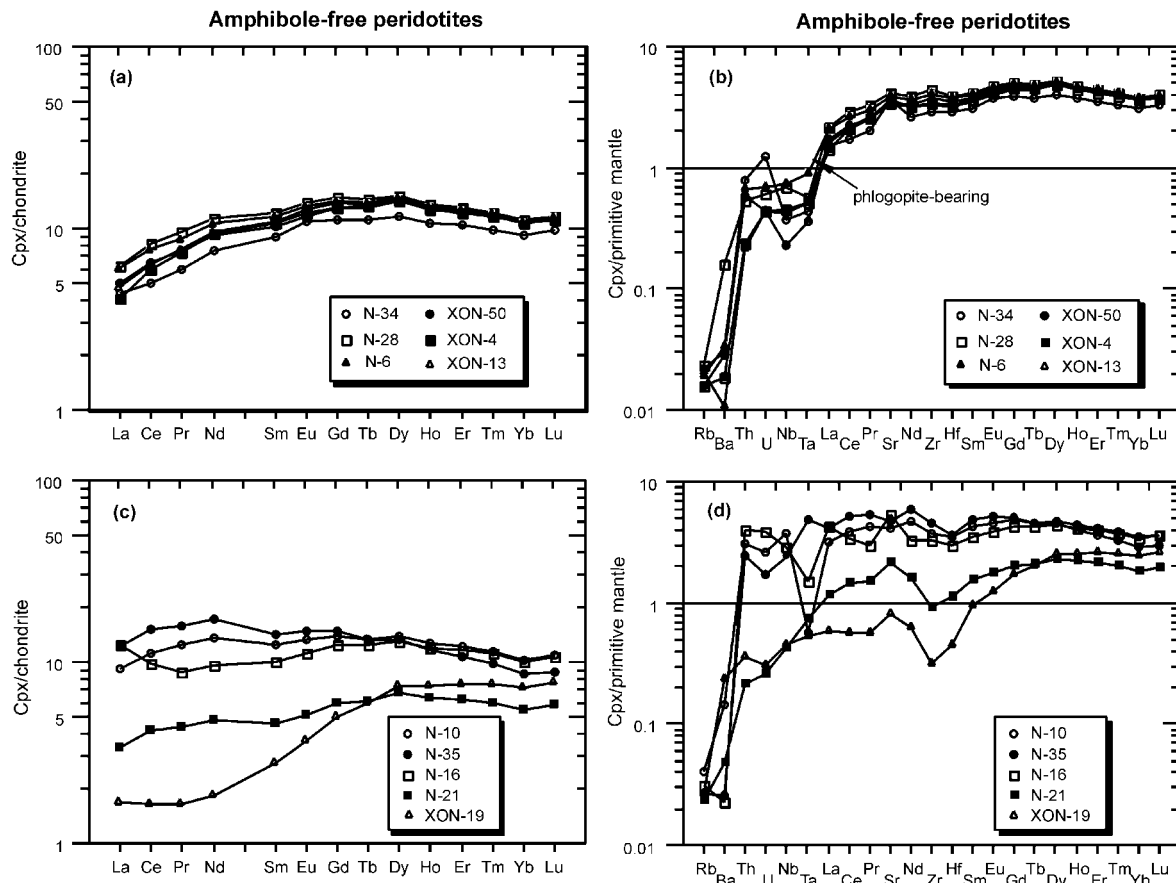 Amphibole-free peridotites
(a)
Cpx/chondrite
100
50
10
5
1
N-34 XON-50
N-28 XON-4
N-6 XON-13
La Ce Pr Nd Sm Eu Gd Tb Dy Ho Er Tm Yb Lu
Amphibole-free peridotites
(b)
Cpx/primitive mantle
10
1
0.1
0.01
phlogopite-bearing
N-34 XON-50
N-28 XON-4
N-6 XON-13
Rb Ba Th U Nb Ta La Ce Pr Sr Nd Zr Hf Sm Eu Gd Tb Dy Ho Er Tm Yb Lu
(c)
Cpx/chondrite
100
50
10
5
1
N-10
N-35
N-16
N-21
XON-19
La Ce Pr Nd Sm Eu Gd Tb Dy Ho Er Tm Yb Lu
(d)
Cpx/primitive mantle
10
1
0.1
0.01
N-10
N-35
N-16
N-21
XON-19
Rb Ba Th U Nb Ta La Ce Pr Sr Nd Zr Hf Sm Eu Gd Tb Dy Ho Er Tm Yb Lu